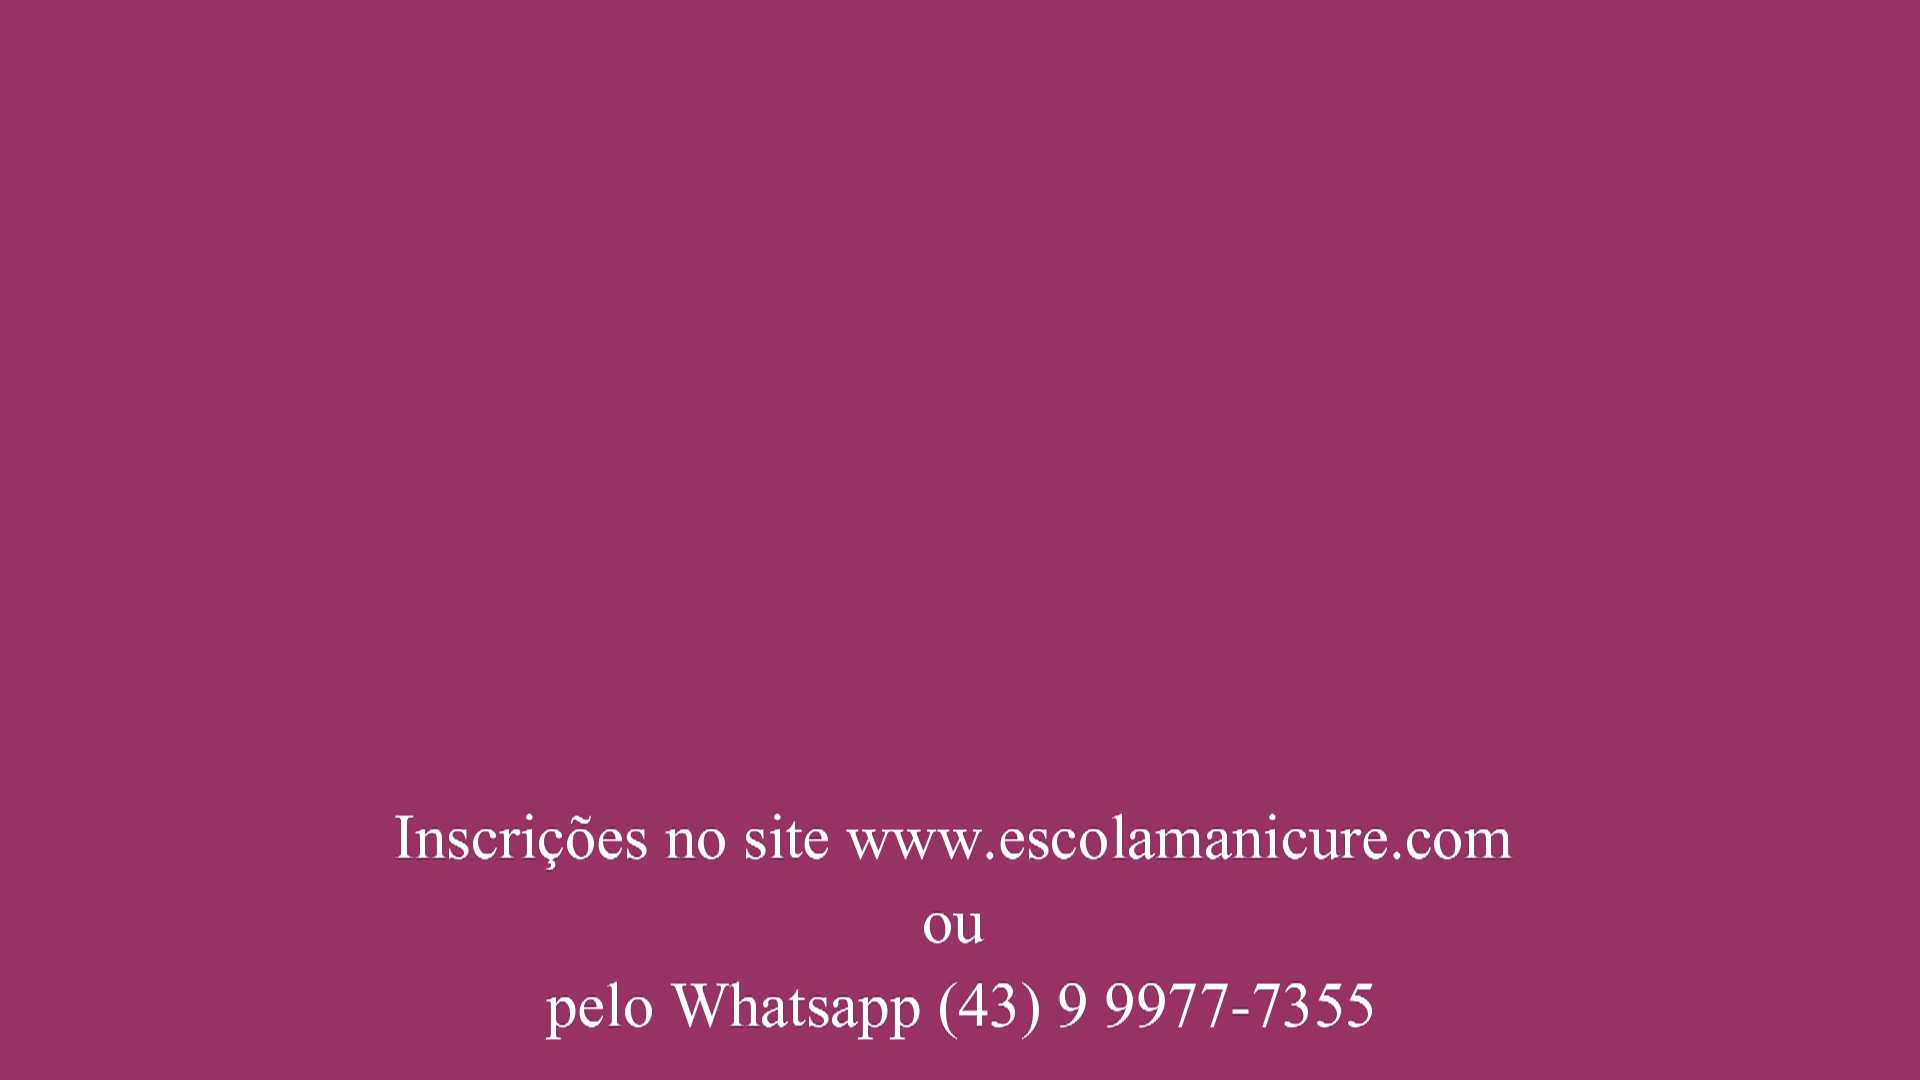 Inscrições no site www.escolamanicure.com
ou
pelo Whatsapp (43) 9 9977-7355